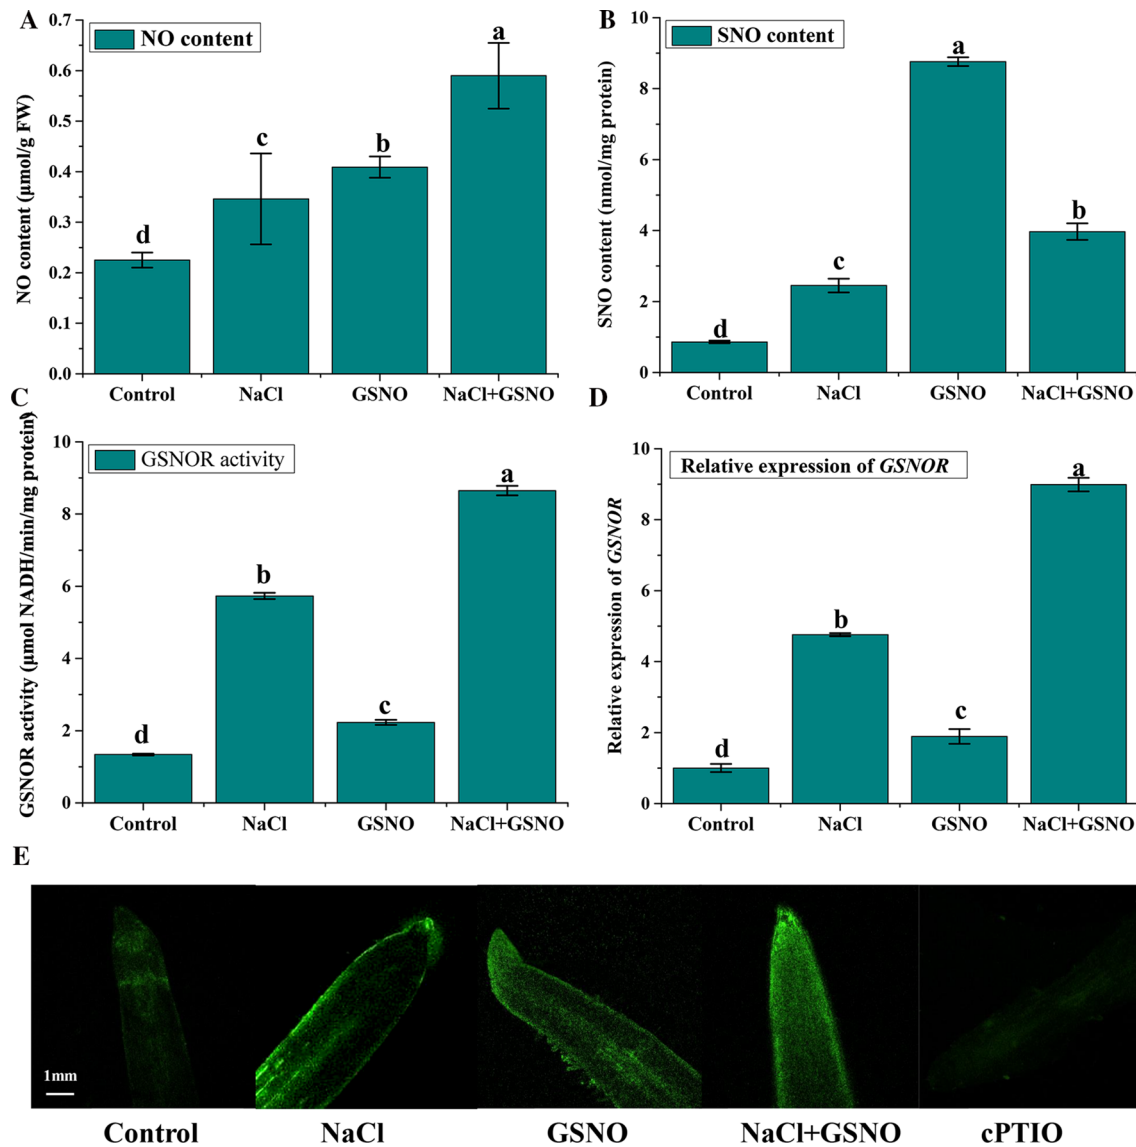 A
NO content
NO content (μmol/g FW)
0.7
0.6
0.5
0.4
0.3
0.2
0.1
0.0
d
c
b
a
Control
NaCl
GSNO
NaCl+GSNO
B
SNO content
SNO content (nmol/mg protein)
10
8
6
4
2
0
d
c
a
b
Control
NaCl
GSNO
NaCl+GSNO
C
GSNOR activity
GSNOR activity (μmol NADH/min/mg protein)
10
8
6
4
2
0
d
b
c
a
Control
NaCl
GSNO
NaCl+GSNO
D
Relative expression of GSNOR
Relative expression of GSNOR
10
8
6
4
2
0
d
b
c
a
Control
NaCl
GSNO
NaCl+GSNO
E
1mm
Control
NaCl
GSNO
NaCl+GSNO
cPTIO